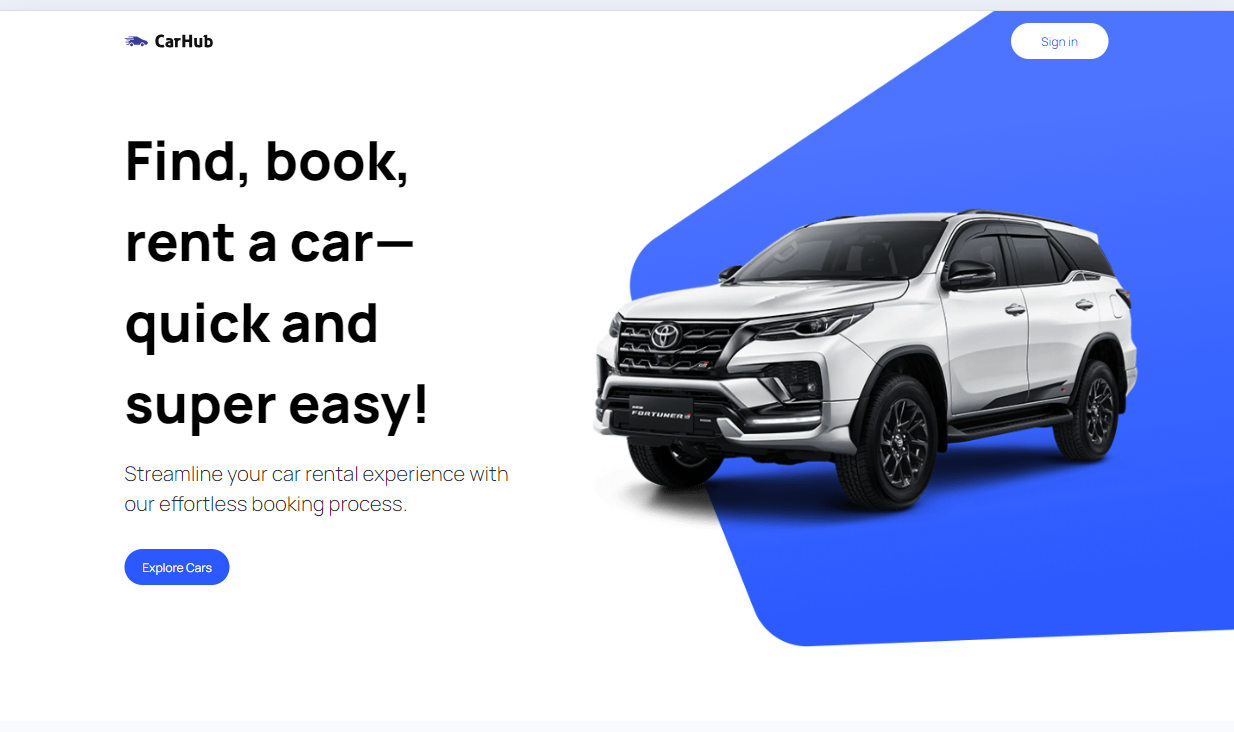 CarHub
Sign in
Find, book,
rent a car—
quick and
super easy!
Streamline your car rental experience with
our effortless booking process.
Explore Cars
NEW
FORTUNER